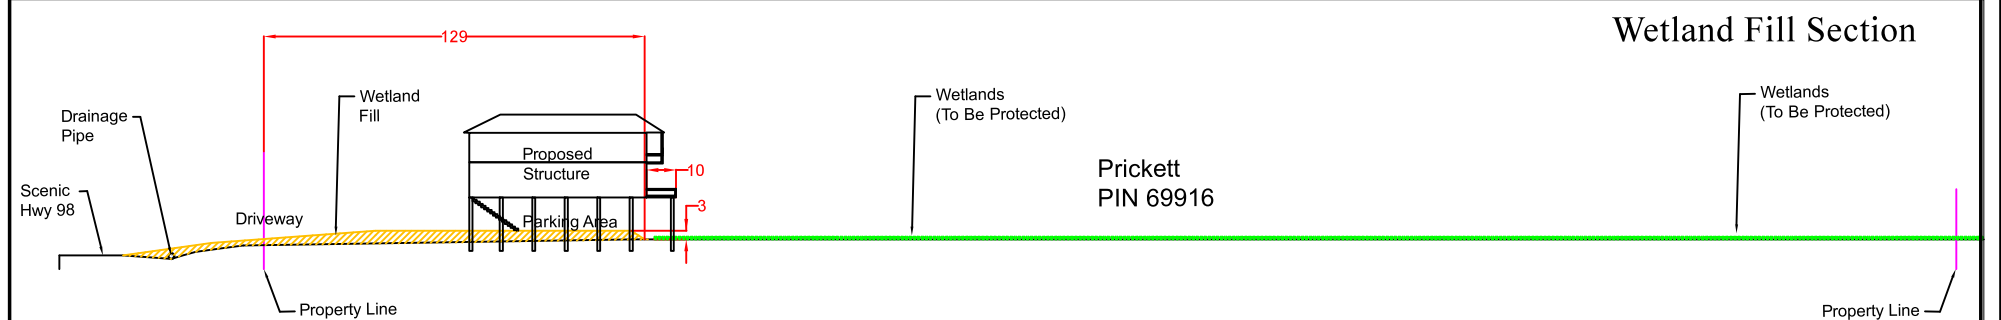 Wetland Fill Section
129
Wetland
Fill
Drainage
Pipe
Wetlands
(To Be Protected)
Wetlands
(To Be Protected)
Proposed
Structure
10
Prickett
PIN 69916
Scenic
Hwy 98
3
Driveway
Parking Area
Property Line
Property Line